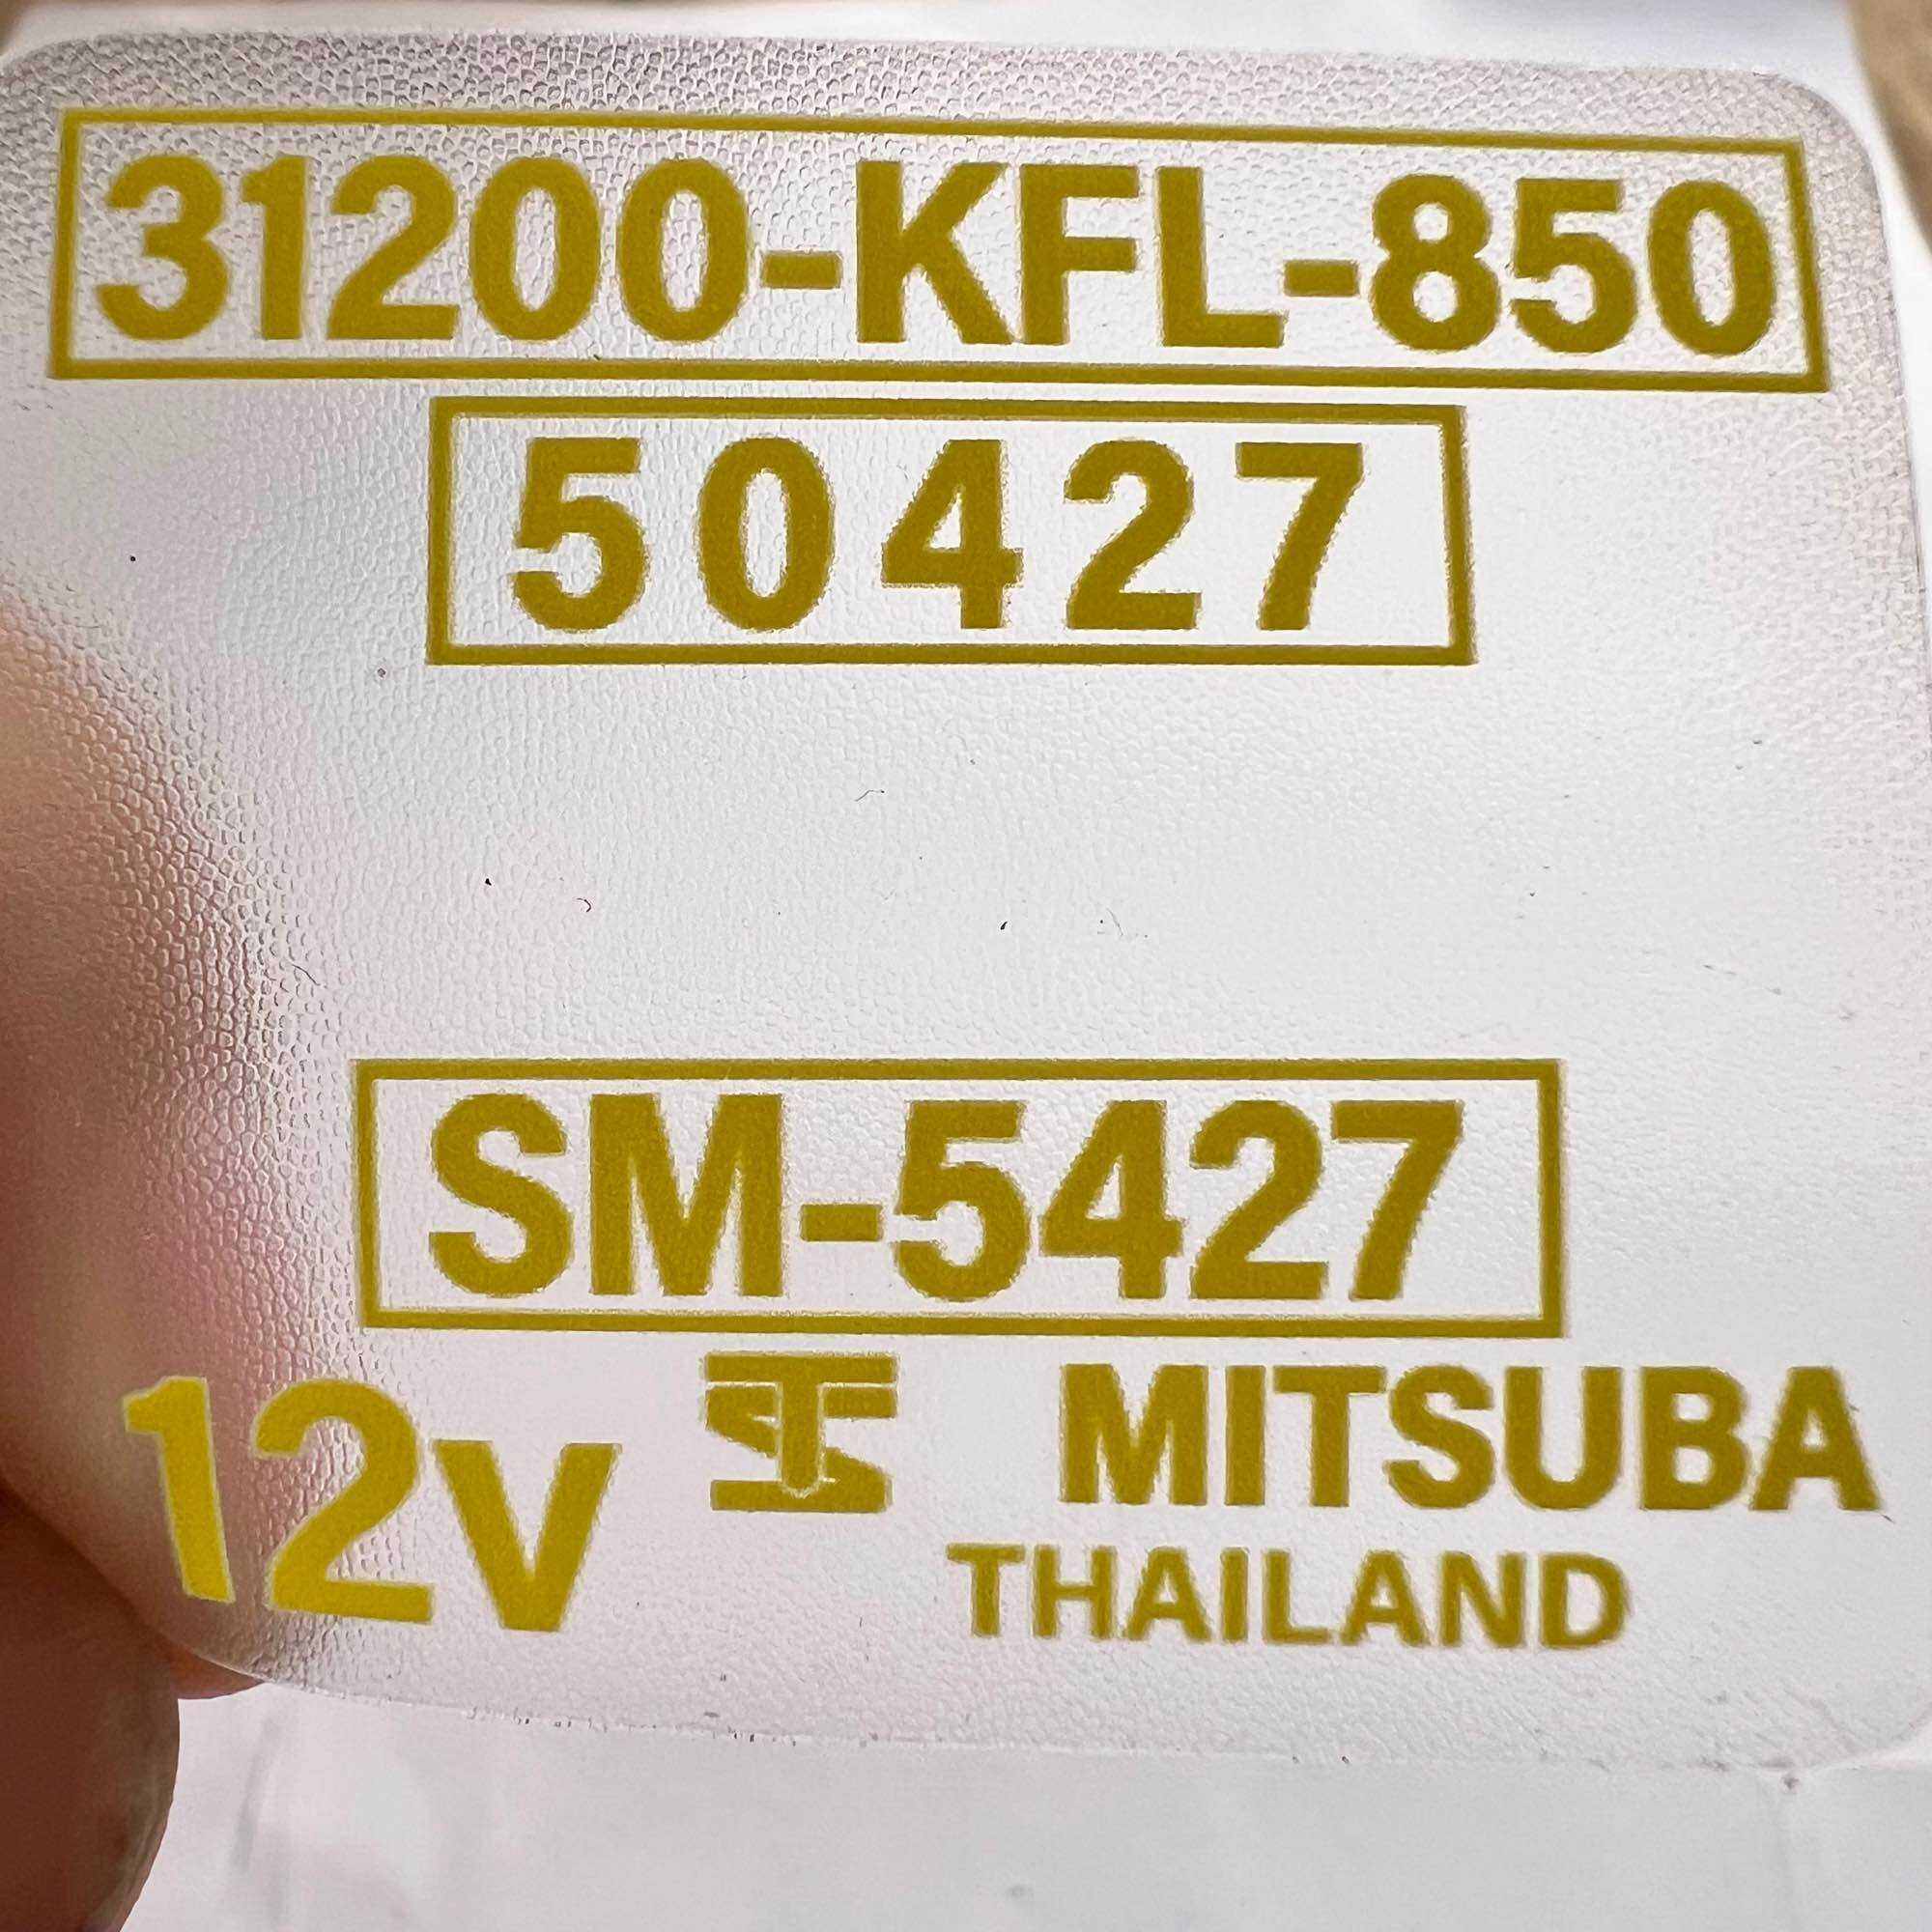 31200-KFL-850
50427
SM-5427
12V MITSUBA
THAILAND